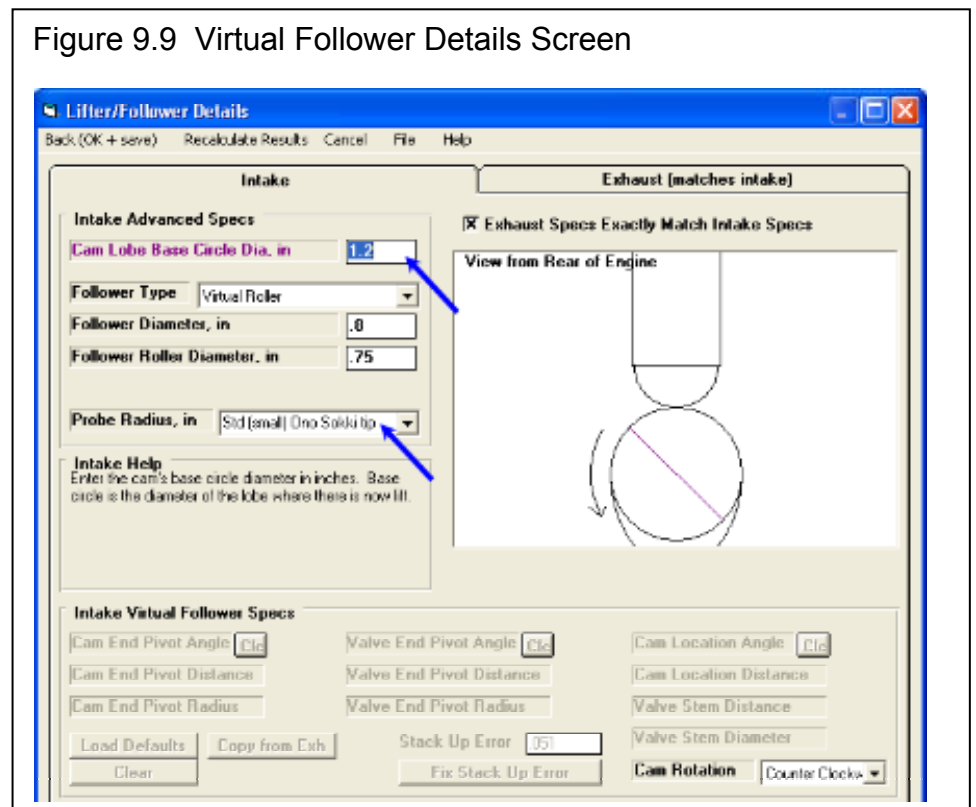 Figure 9.9 Virtual Follower Details Screen
Lifter/Follower Details
Back (OK + save) Recalculate Results Cancel File Help
Intake
Exhaust (matches intake)
Intake Advanced Specs
Cam Lobe Base Circle Dia, in 1.2
Follower Type Virtual Roller
Follower Diameter, in .8
Follower Roller Diameter, in .75
Probe Radius, in Std (small) Ono Sokki tip
Exhaust Specs Exactly Match Intake Specs
View from Rear of Engine
Intake Help
Enter the cam's base circle diameter in inches. Base
circle is the diameter of the lobe where there is now lift.
Intake Virtual Follower Specs
Cam End Pivot Angle Clc Valve End Pivot Angle Clc Cam Location Angle Clc
Cam End Pivot Distance Valve End Pivot Distance Cam Location Distance
Cam End Pivot Radius Valve End Pivot Radius Valve Stem Distance
Load Defaults Copy from Exh Stack Up Error .051 Valve Stem Diameter
Clear Fix Stack Up Error Cam Rotation Counter Clockw